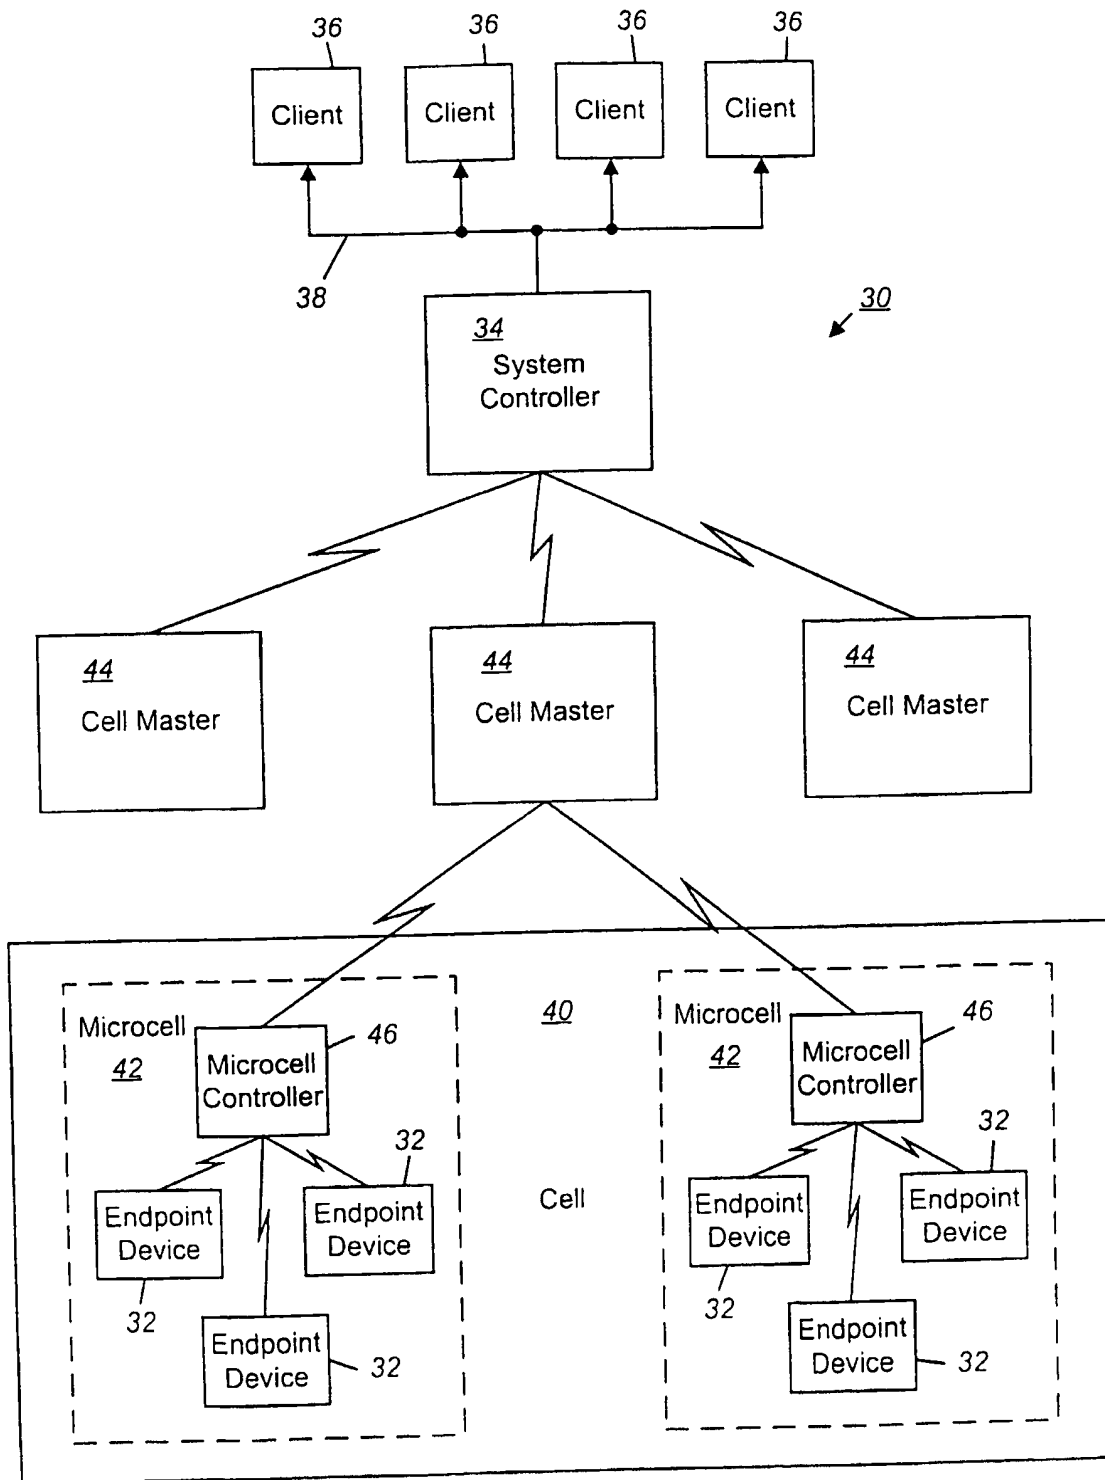 36 36 36 36
Client Client Client Client
38
30
34
System
Controller
44
Cell Master
44
Cell Master
44
Cell Master
40
Cell
Microcell
42
46
Microcell
Controller
32
Endpoint
Device
32
Endpoint
Device
Endpoint
Device
32
Microcell
42
46
Microcell
Controller
32
Endpoint
Device
32
Endpoint
Device
Endpoint
Device
32